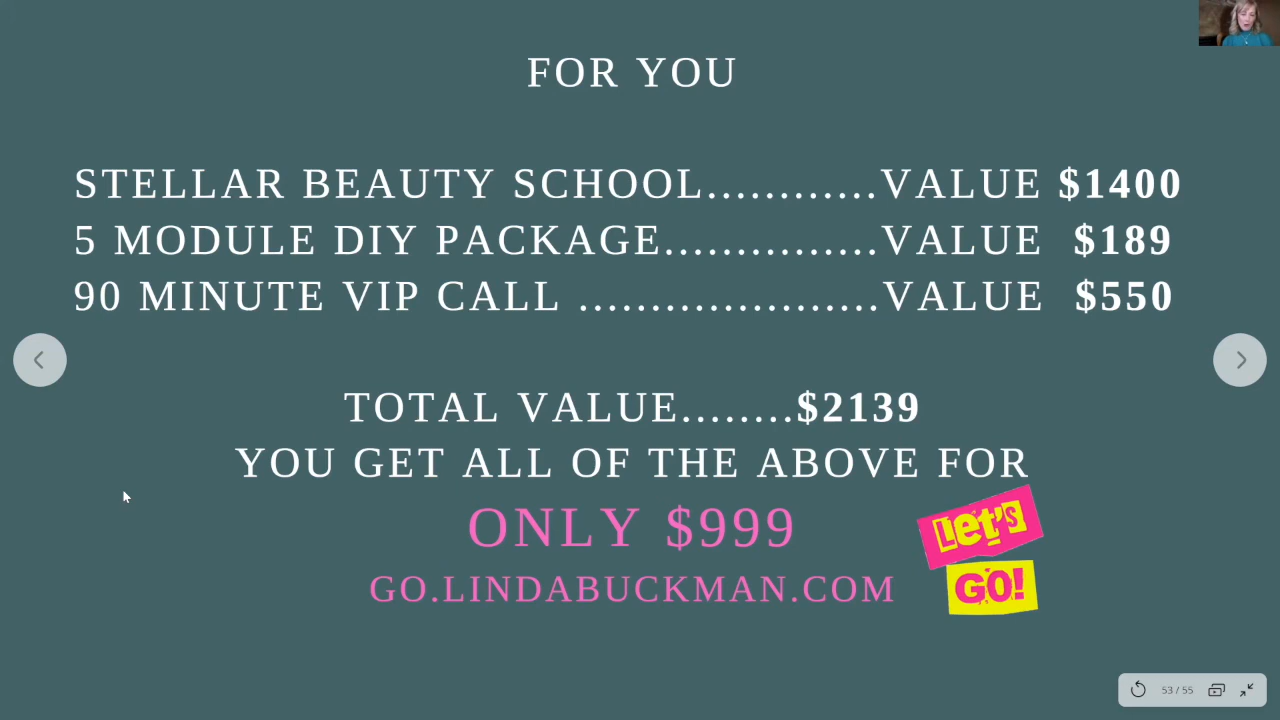 FOR YOU
STELLAR BEAUTY SCHOOL............VALUE $1400
5 MODULE DIY PACKAGE...............VALUE $189
90 MINUTE VIP CALL .....................VALUE $550
TOTAL VALUE........$2139
YOU GET ALL OF THE ABOVE FOR
ONLY $999
Let's
GO!
GO.LINDABUCKMAN.COM
53 / 55